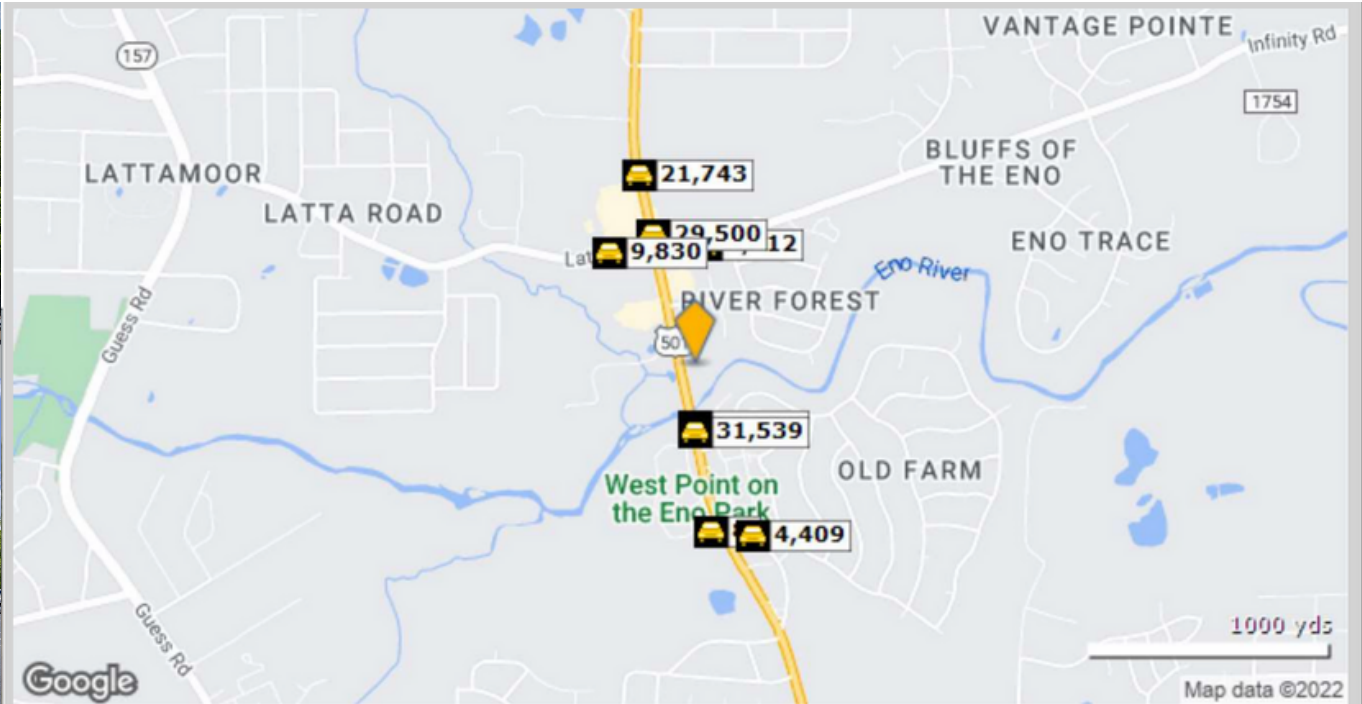 VANTAGE POINTE
Infinity Rd
157
1754
BLUFFS OF
THE ENO
LATTAMOOR
21,743
LATTA ROAD
29,500
ENO TRACE
9,830
Eno River
RIVER FOREST
Guess Rd
501
31,539
OLD FARM
West Point on
the Eno Park
4,409
Guess Rd
1000 yds
Google
Map data ©2022